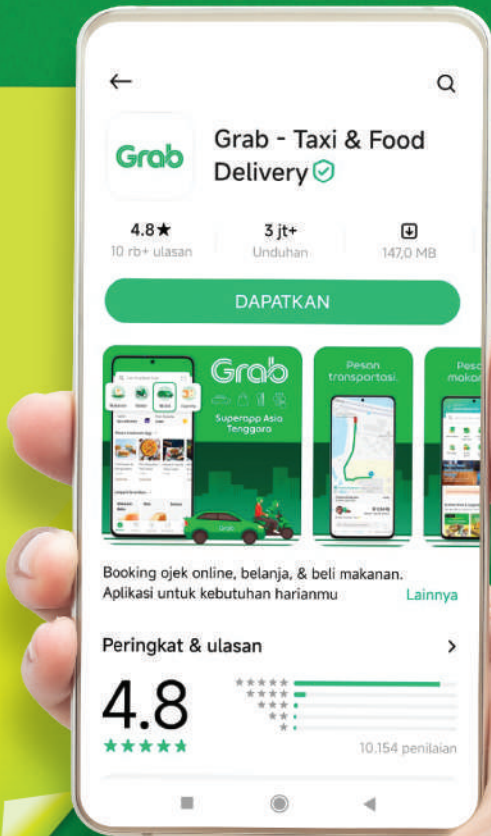 Grab
Grab - Taxi & Food
Delivery
4.8★
10 rb+ ulasan
3 jt+
Unduhan
147,0 MB
DAPATKAN
Grab
Superapp Asia
Tenggara
Grab
Pesan
transportasi.
Booking ojek online, belanja, & beli makanan.
Aplikasi untuk kebutuhan harianmu
Lainnya
Peringkat & ulasan
4.8
10.154 penilaian